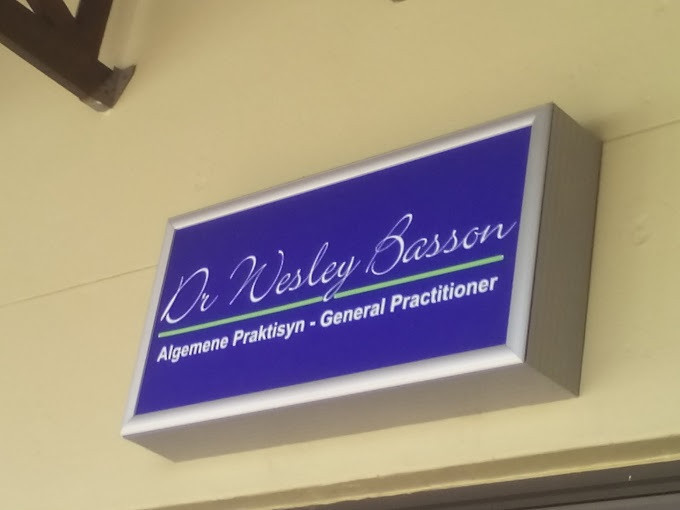 Dr Wesley Basson
Algemene Praktisyn - General Practitioner